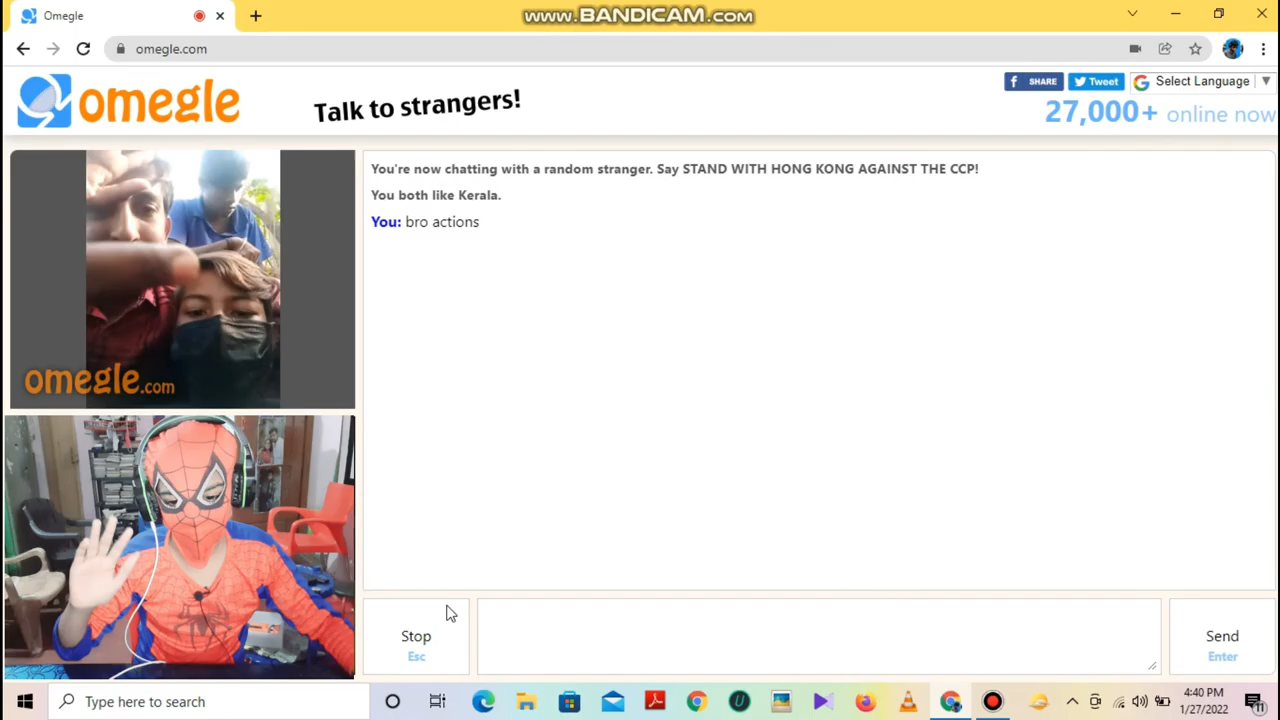 Omegle
www.BANDICAM.com
omegle.com
omegle
Talk to strangers!
SHARE
Tweet
Select Language
27,000+ online now
You're now chatting with a random stranger. Say STAND WITH HONG KONG AGAINST THE CCP!
You both like Kerala.
You: bro actions
omegle.com
Stop
Esc
Send
Enter
Type here to search
4:40 PM
1/27/2022
11